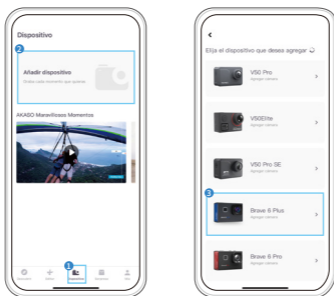 Dispositivo
2
Añadir dispositivo
AKASO Maravillosos Momentos
1
Elija el dispositivo que desea agregar
V50 Pro
Agregar cámara
V50Elite
Agregar cámara
V50 Pro SE
Agregar cámara
3
Brave 6 Plus
Agregar cámara
Brave 6 Pro
Agregar cámara